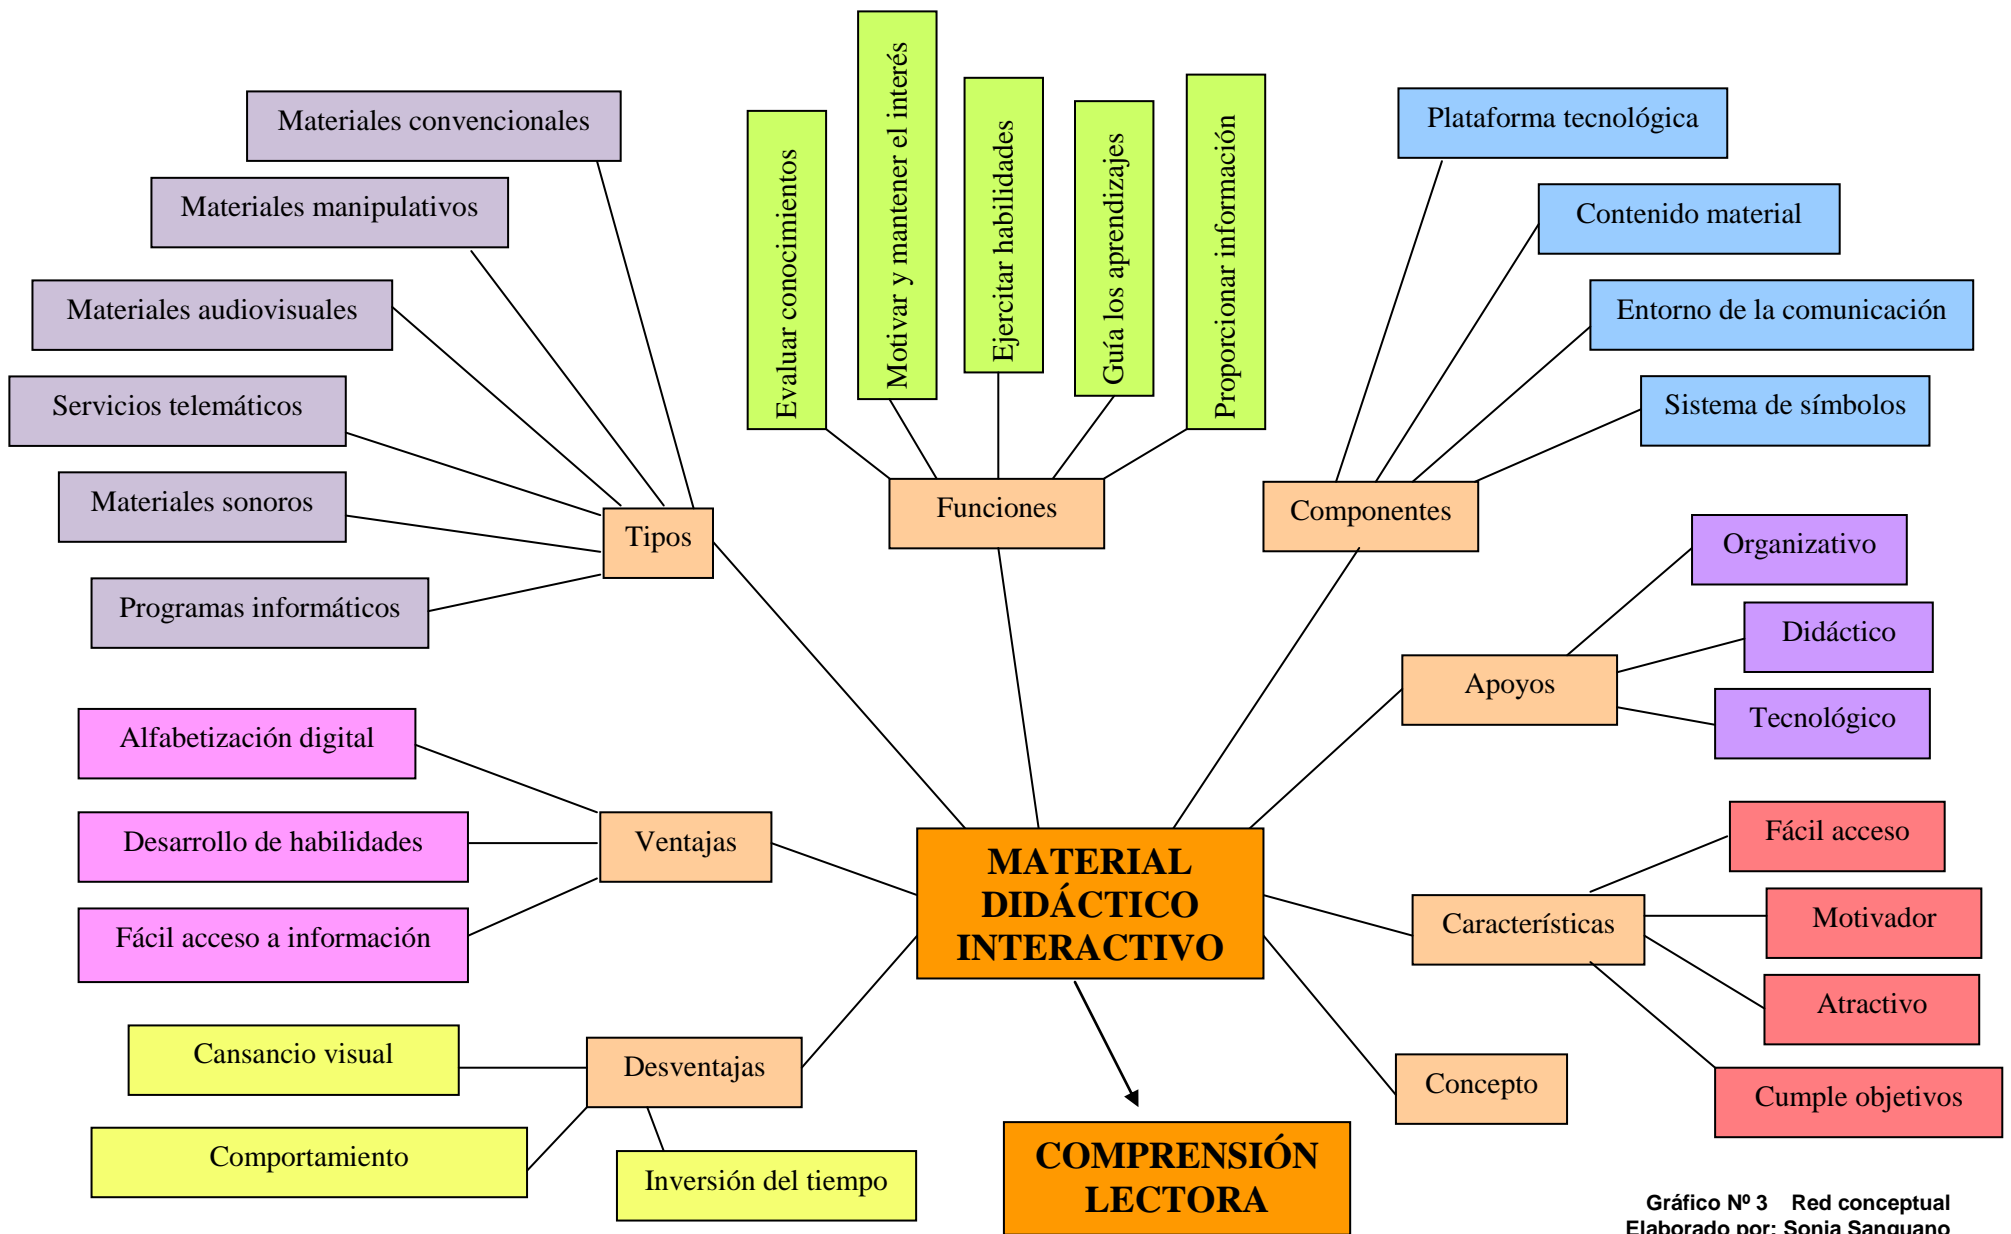 Materiales convencionales
Materiales manipulativos
Materiales audiovisuales
Servicios telemáticos
Materiales sonoros
Programas informáticos
Tipos
Evaluar conocimientos
Motivar y mantener el interés
Ejercitar habilidades
Guía los aprendizajes
Proporcionar información
Funciones
Plataforma tecnológica
Contenido material
Entorno de la comunicación
Sistema de símbolos
Componentes
Organizativo
Didáctico
Tecnológico
Apoyos
Alfabetización digital
Desarrollo de habilidades
Fácil acceso a información
Ventajas
MATERIAL
DIDÁCTICO
INTERACTIVO
Fácil acceso
Motivador
Atractivo
Cumple objetivos
Características
Cansancio visual
Comportamiento
Inversión del tiempo
Desventajas
Concepto
COMPRENSIÓN
LECTORA
Gráfico Nº 3 Red conceptual
Elaborado por: Sonia Sanguano